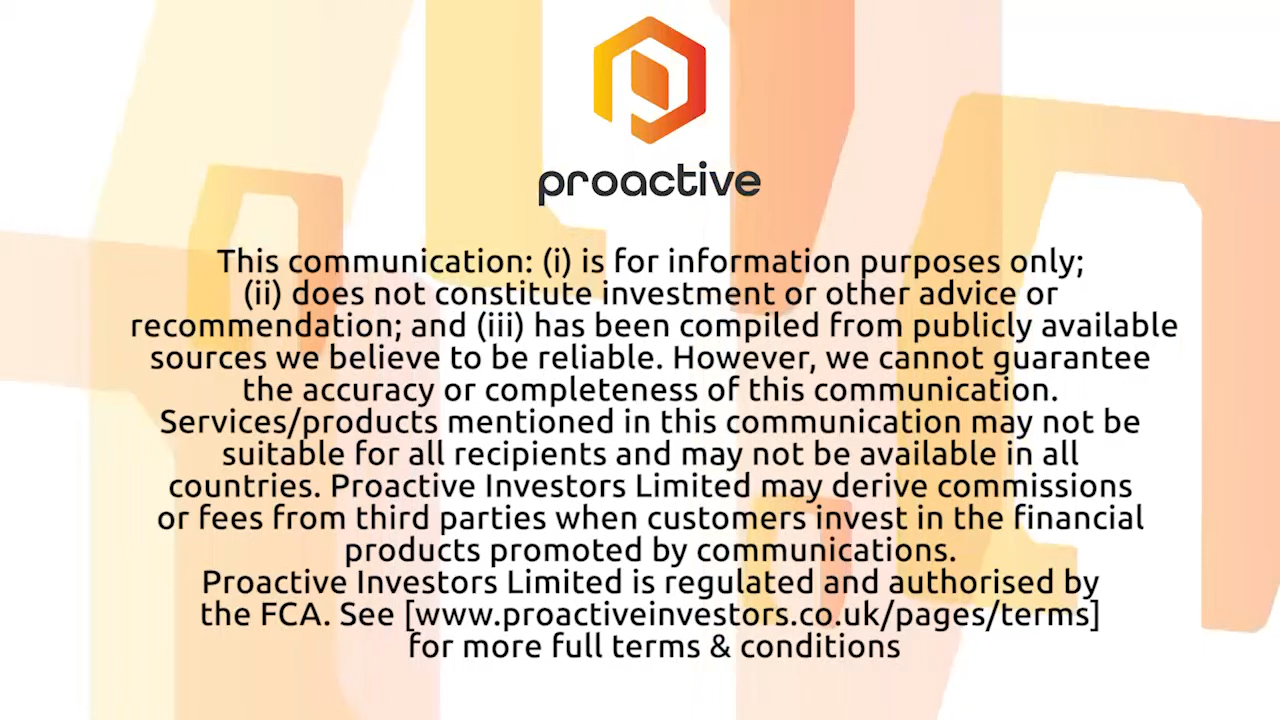 proactive
This communication: (i) is for information purposes only;
(ii) does not constitute investment or other advice or
recommendation; and (iii) has been compiled from publicly available
sources we believe to be reliable. However, we cannot guarantee
the accuracy or completeness of this communication.
Services/products mentioned in this communication may not be
suitable for all recipients and may not be available in all
countries. Proactive Investors Limited may derive commissions
or fees from third parties when customers invest in the financial
products promoted by communications.
Proactive Investors Limited is regulated and authorised by
the FCA. See [www.proactiveinvestors.co.uk/pages/terms]
for more full terms & conditions